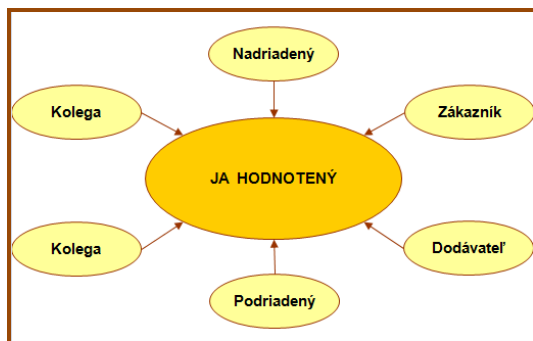 Nadriadený
Kolega
Zákazník
JA HODNOTENÝ
Kolega
Dodávateľ
Podriadený